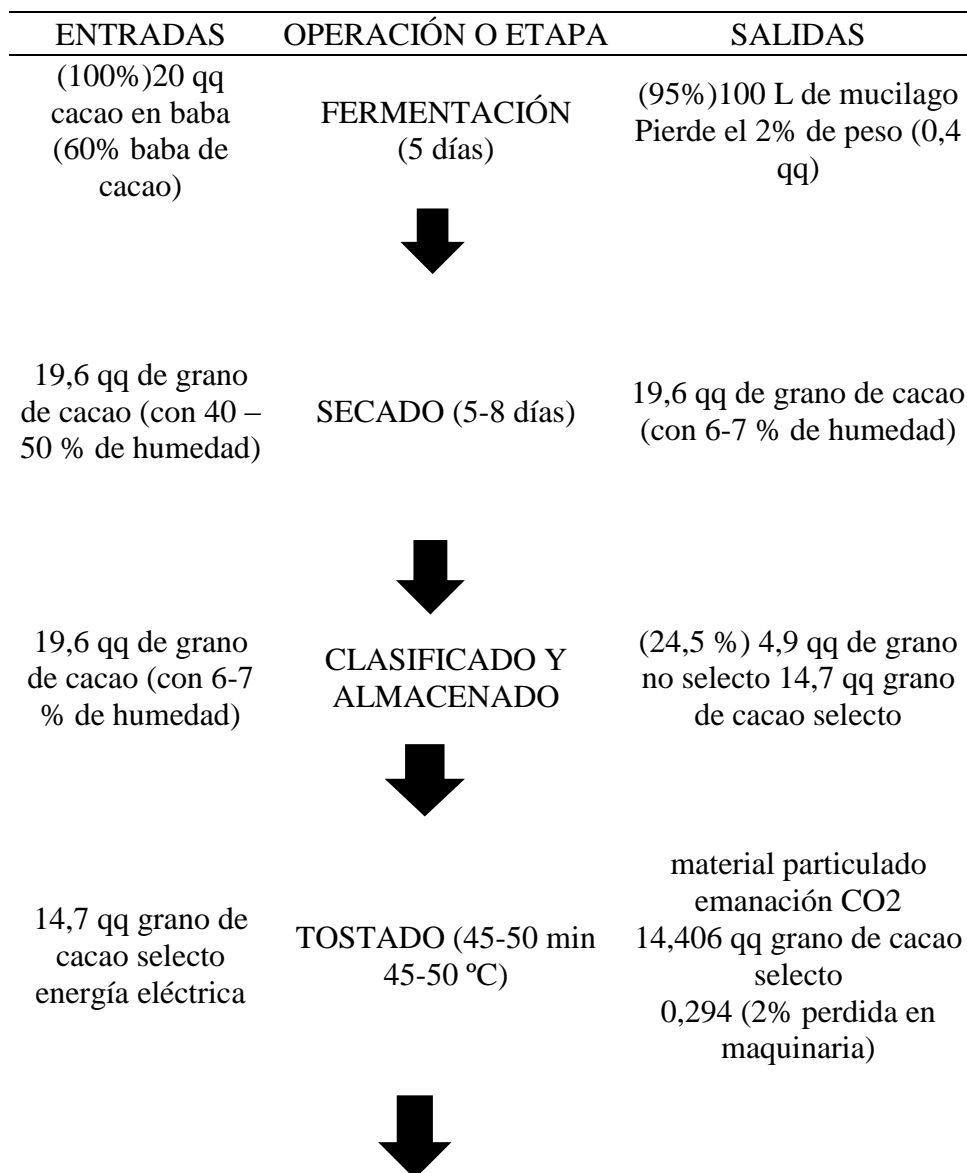 ENTRADAS OPERACIÓN O ETAPA SALIDAS
(100%)20 qq
cacao en baba
(60% baba de
cacao)
FERMENTACIÓN
(5 días)
(95%)100 L de mucilago
Pierde el 2% de peso (0,4
qq)
19,6 qq de grano
de cacao (con 40 –
50 % de humedad)
SECADO (5-8 días)
19,6 qq de grano de cacao
(con 6-7 % de humedad)
19,6 qq de grano
de cacao (con 6-7
% de humedad)
CLASIFICADO Y
ALMACENADO
(24,5 %) 4,9 qq de grano
no selecto 14,7 qq grano
de cacao selecto
14,7 qq grano de
cacao selecto
energía eléctrica
TOSTADO (45-50 min
45-50 ºC)
material particulado
emanación CO2
14,406 qq grano de cacao
selecto
0,294 (2% perdida en
maquinaria)